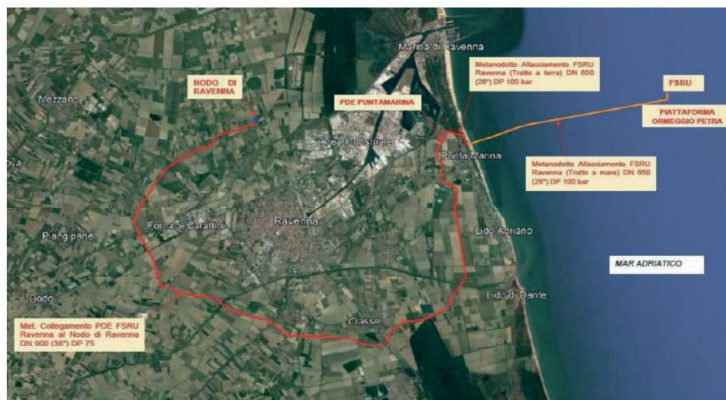 Marina di Ravenna
Metanodotto Allacciamento FSRU
Ravenna (Tratto a terra) DN 650
(26") DP 100 bar
NODO DI
RAVENNA
FSRU
Mezzano
PDE PUNTAMARINA
PIATTAFORMA
ORMEGGIO PETRA
Area Industriale
Punta Marina
Metanodotto Allacciamento FSRU
Ravenna (Tratto a mare) DN 650
(26") DP 100 bar
Fornace Zarattini
Ravenna
Piangipane
Lido Adriano
MAR ADRIATICO
Godo
Lido di Dante
Met. Collegamento PDE FSRU
Ravenna al Nodo di Ravenna
DN 900 (36") DP 75
Classe